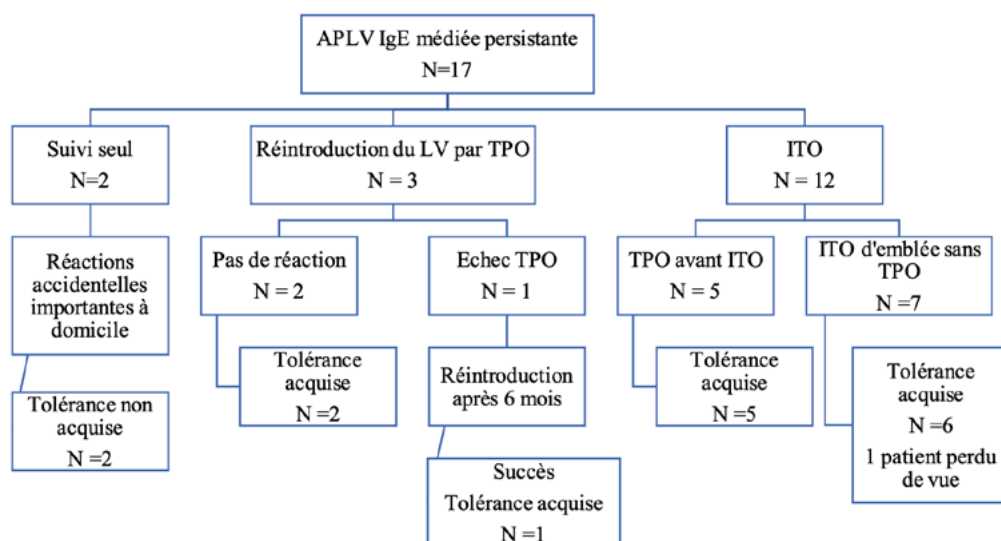 APLV IgE médiée persistante
N=17
Suivi seul
N=2
Réintroduction du LV par TPO
N = 3
ITO
N = 12
Réactions
accidentelles
importantes à
domicile
Pas de réaction
N = 2
Echec TPO
N = 1
TPO avant ITO
N = 5
ITO d'emblée sans
TPO
N =7
Tolérance non
acquise
N =2
Tolérance
acquise
N =2
Réintroduction
après 6 mois
Tolérance
acquise
N =5
Tolérance
acquise
N =6
1 patient perdu
de vue
Succès
Tolérance acquise
N =1